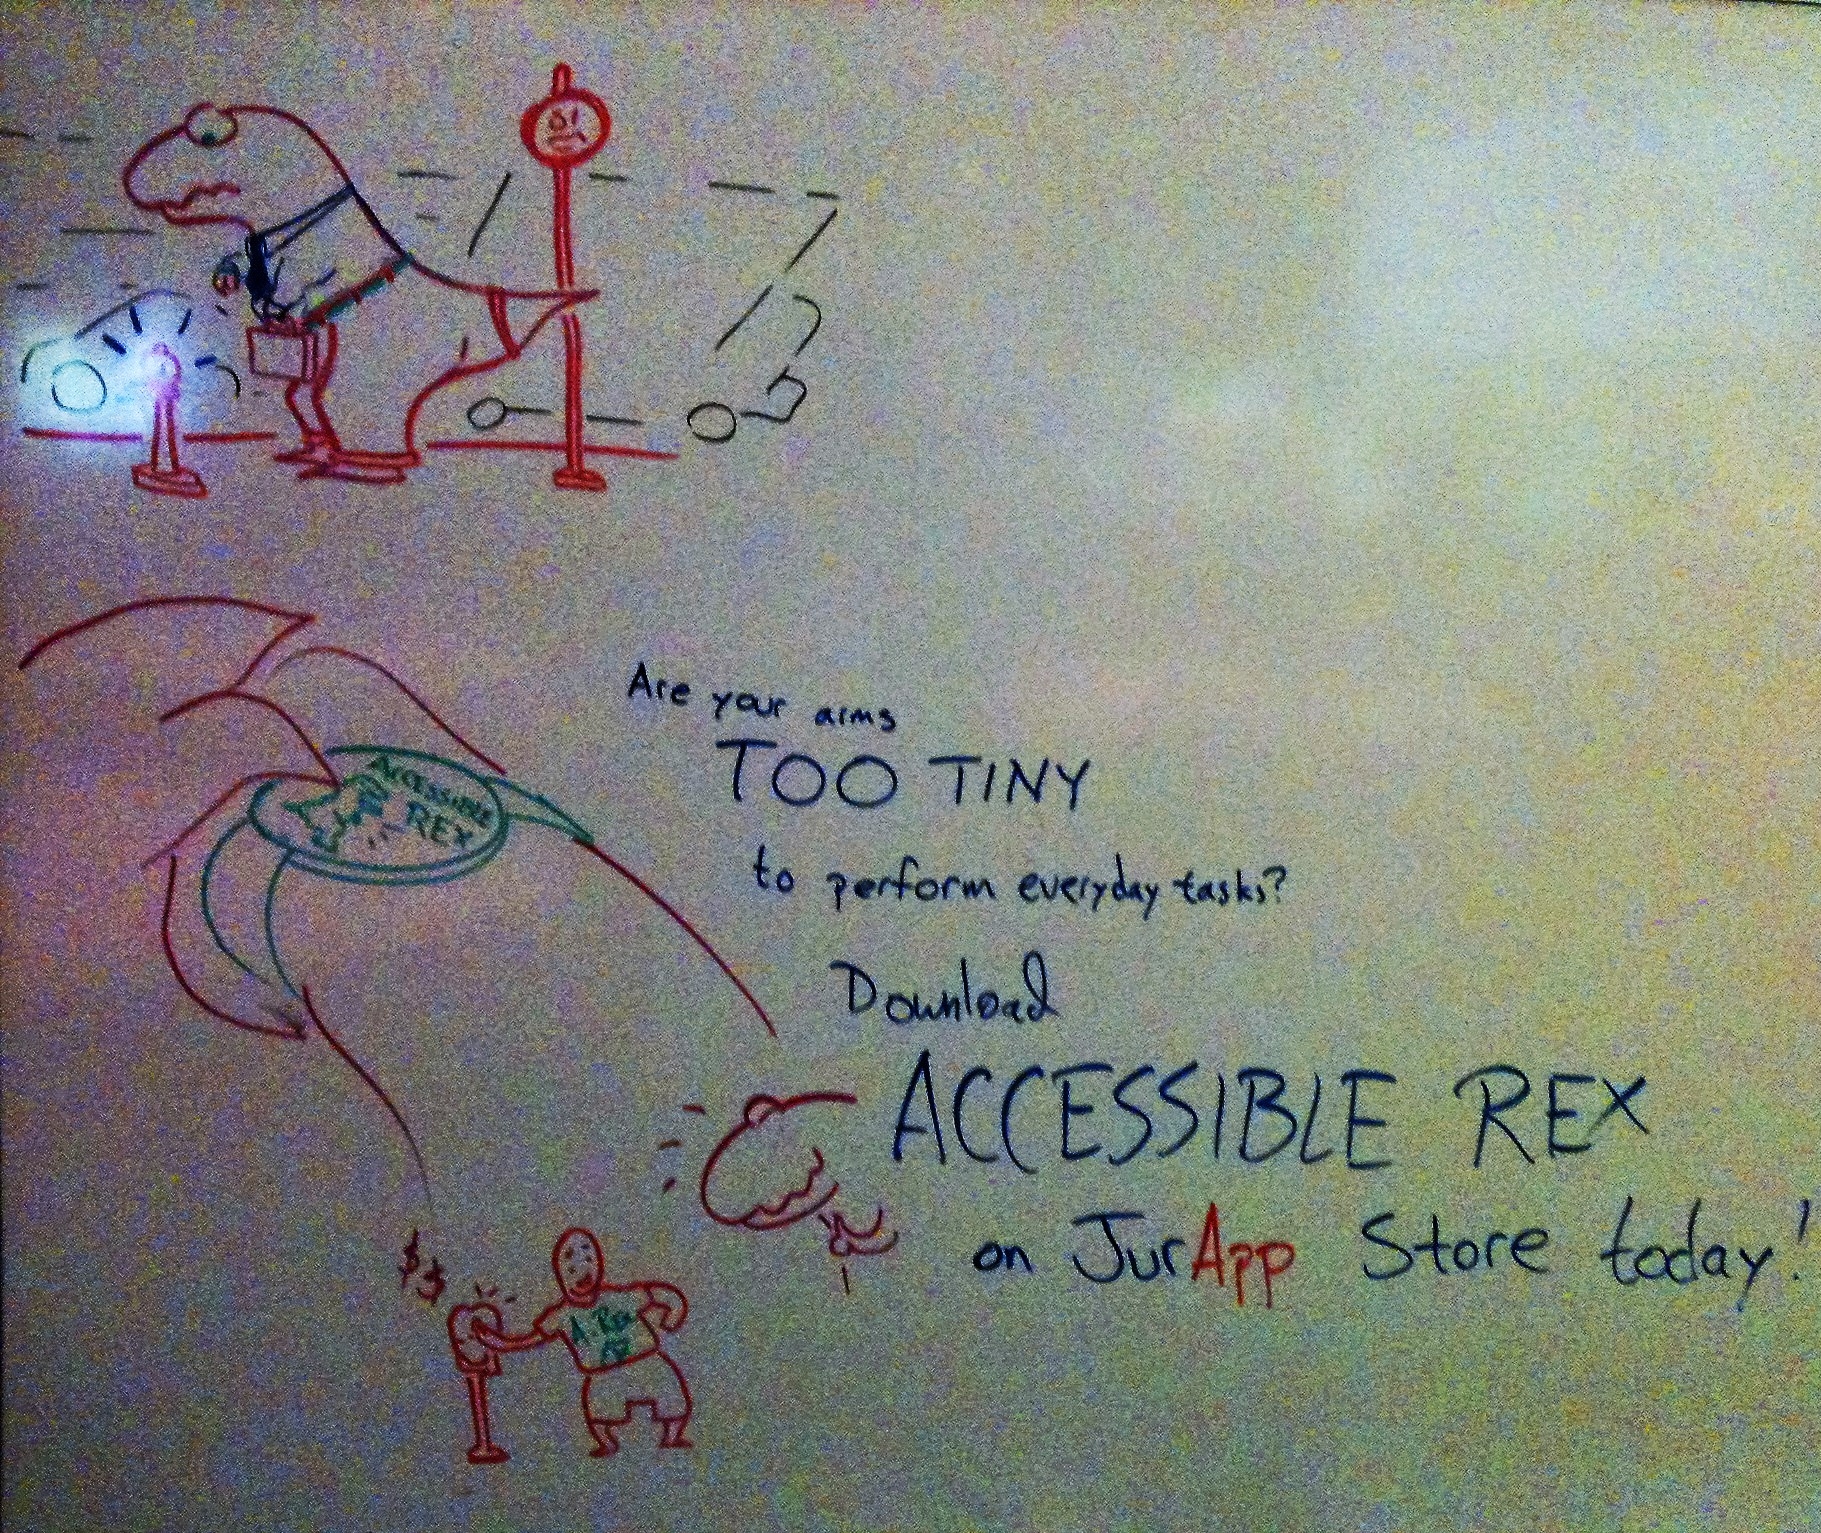 ACCESSIBLE
REX
Are your arms
TOO TINY
to perform everyday tasks?
Download
ACCESSIBLE REX
on JurApp Store today!
$$
A. Rex